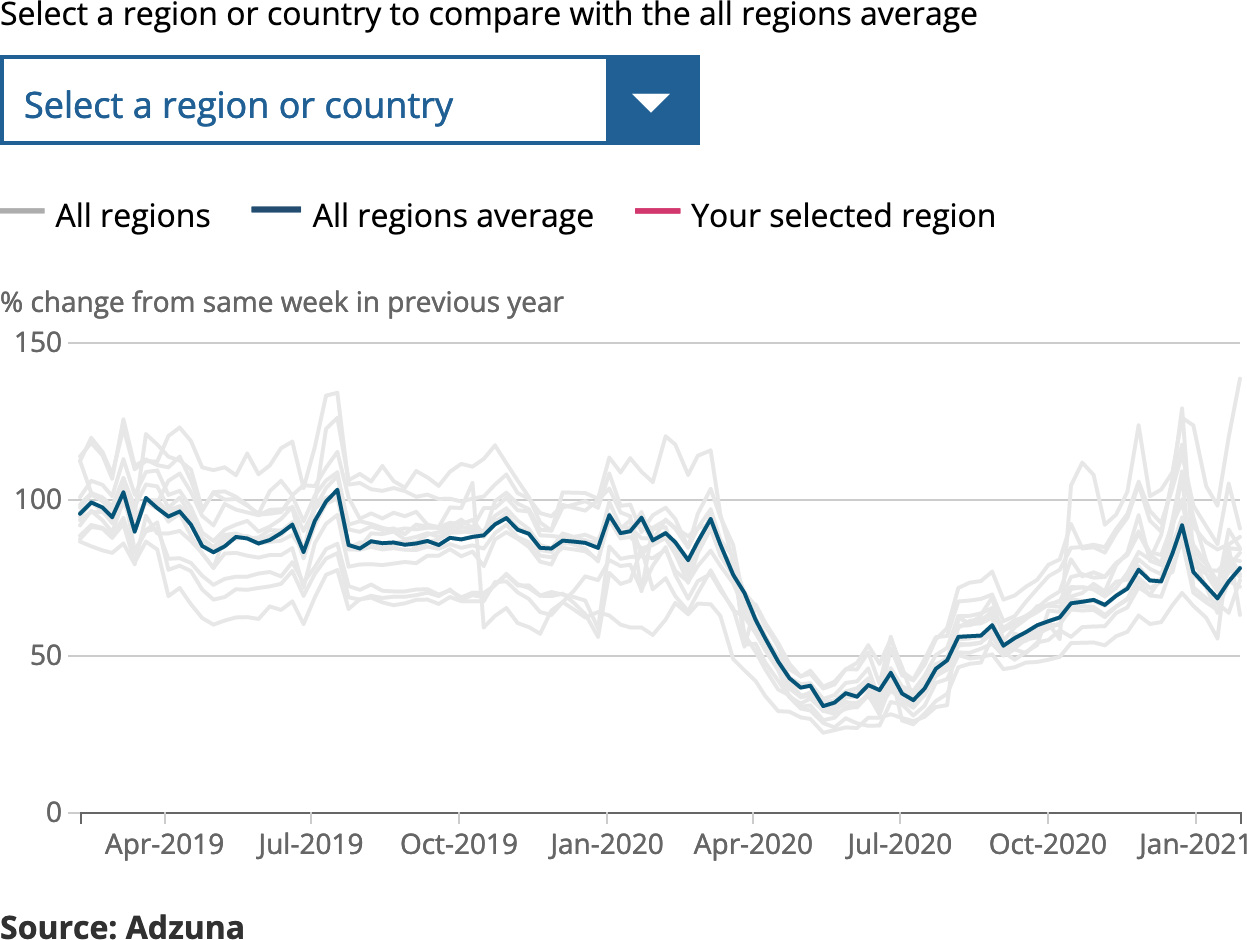 Select a region or country to compare with the all regions average
Select a region or country
All regions All regions average Your selected region
% change from same week in previous year
150
100
50
0
Apr-2019 Jul-2019 Oct-2019 Jan-2020 Apr-2020 Jul-2020 Oct-2020 Jan-2021
Source: Adzuna